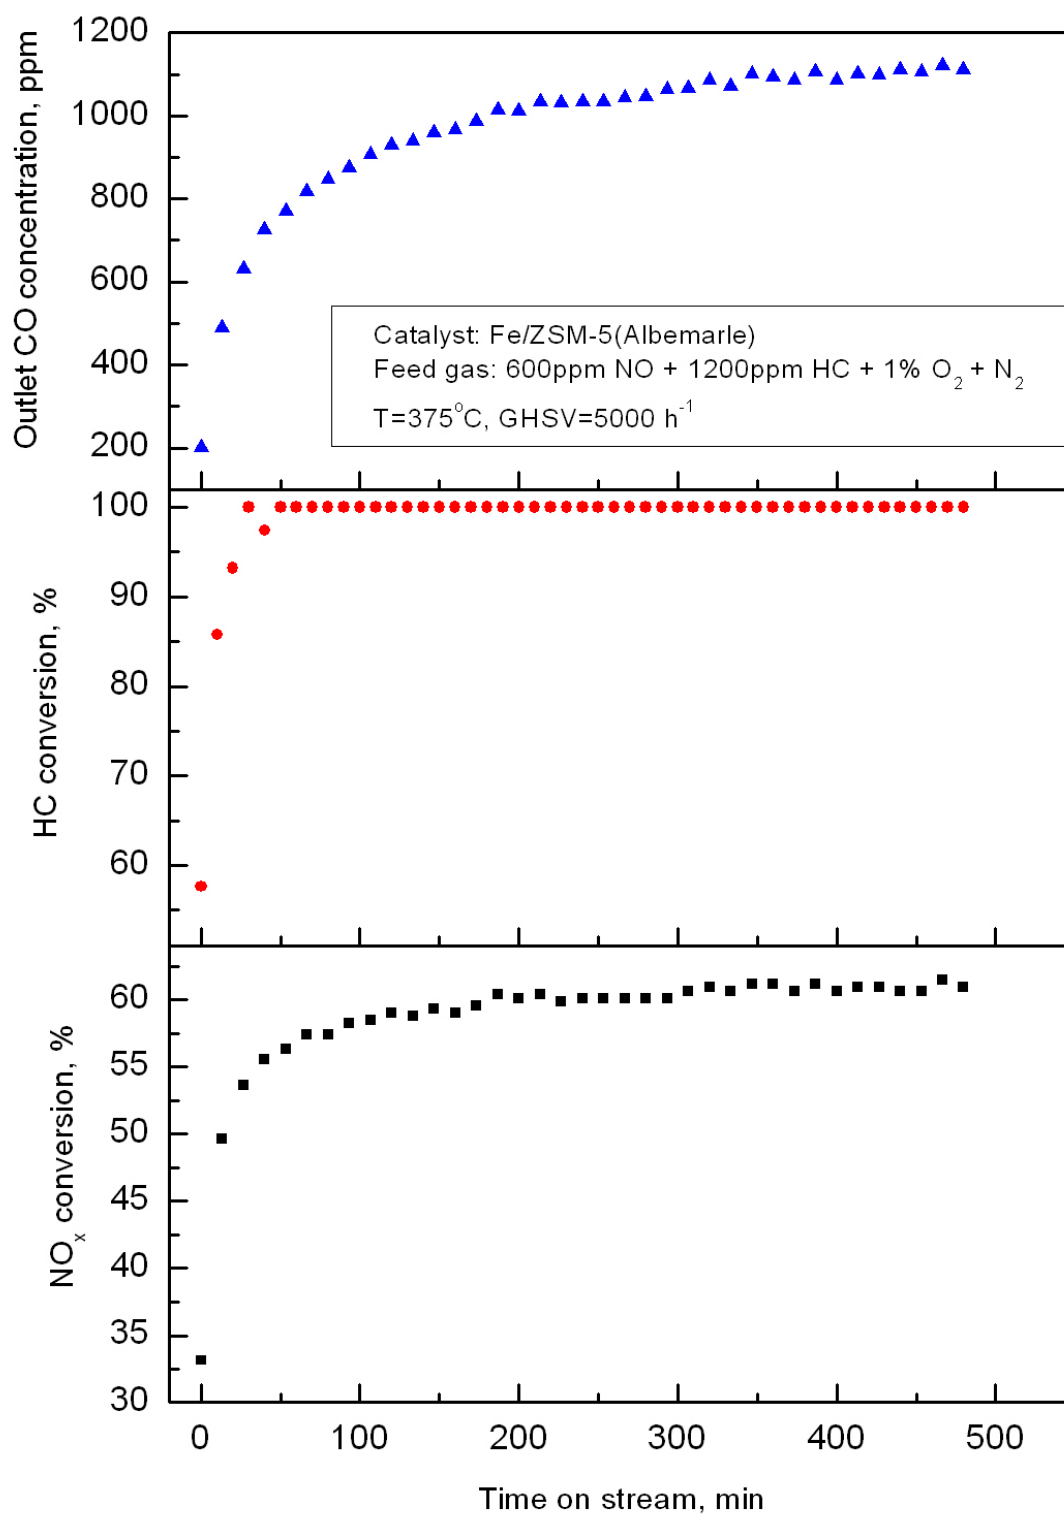 Outlet CO concentration, ppm
1200
1000
800
600
400
200
Catalyst: Fe/ZSM-5(Albemarle)
Feed gas: 600ppm NO + 1200ppm HC + 1% O₂ + N₂
T=375°C, GHSV=5000 h⁻¹
HC conversion, %
100
90
80
70
60
NOₓ conversion, %
60
55
50
45
40
35
30
0 100 200 300 400 500
Time on stream, min